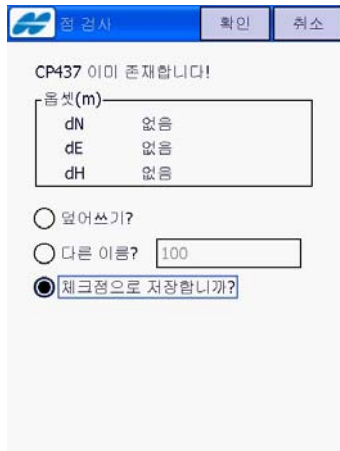 점 검사 확인 취소
CP437 이미 존재합니다!
옵셋(m)
dN 없음
dE 없음
dH 없음
덮어쓰기?
다른 이름? 100
체크점으로 저장합니까?